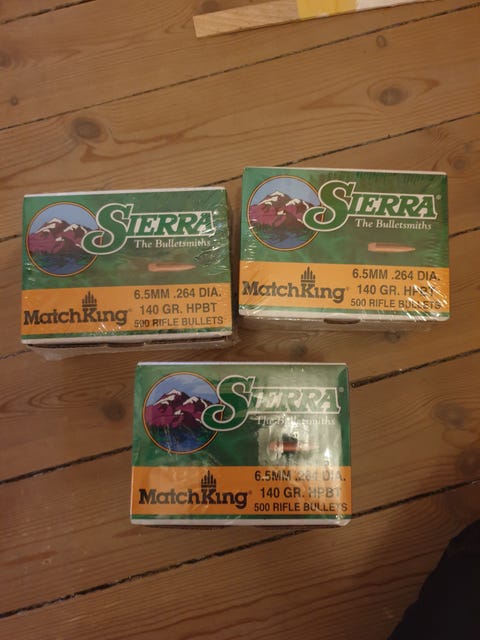 SIERRA®
The Bulletsmiths
6.5MM .264 DIA.
MatchKing®
140 GR. HPBT
500 RIFLE BULLETS
SIERRA®
The Bulletsmiths
6.5MM .264 DIA.
MatchKing®
140 GR. HPBT
500 RIFLE BULLETS
SIERRA®
The Bulletsmiths
6.5MM .264 DIA.
MatchKing®
140 GR. HPBT
500 RIFLE BULLETS